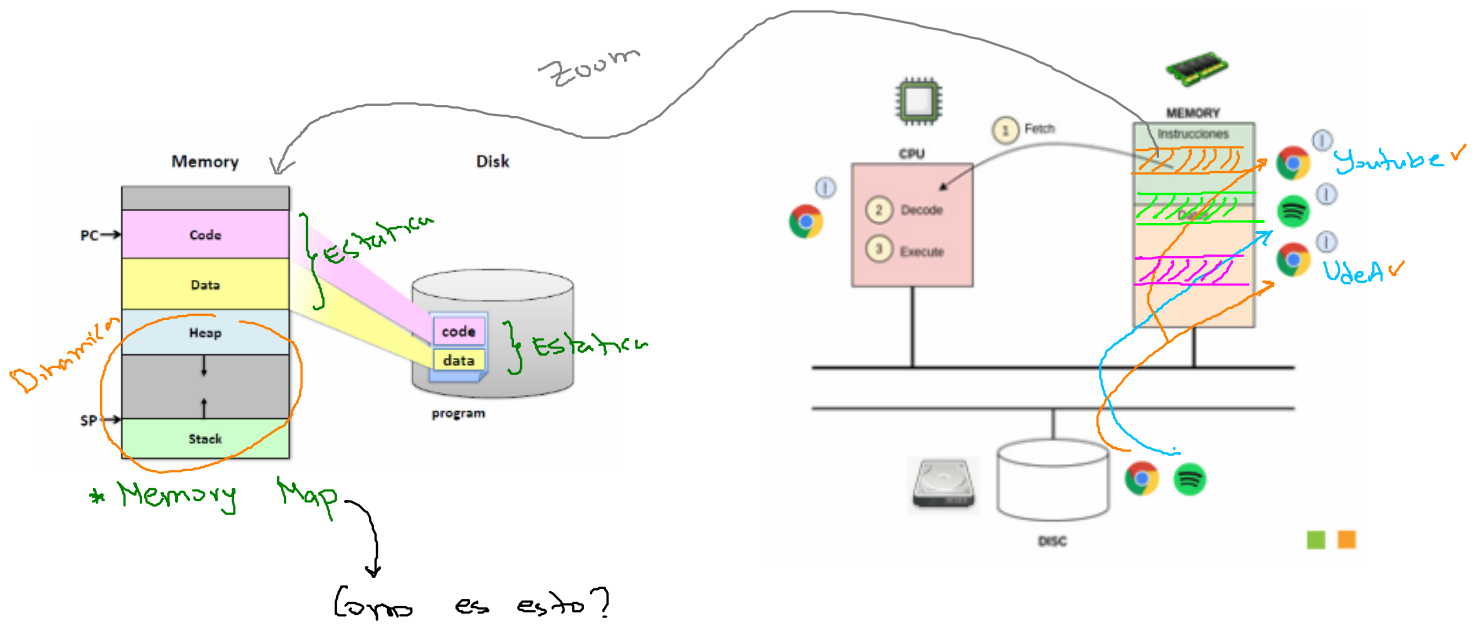 Zoom
Memory
Disk
PC
Code
Data
Heap
SP
Stack
Estatica
Dinamica
code
data
Estatica
program
* Memory Map
Como es esto?
MEMORY
Instrucciones
Datos
1
Fetch
CPU
2
Decode
3
Execute
Youtube ✓
UdeA ✓
DISC